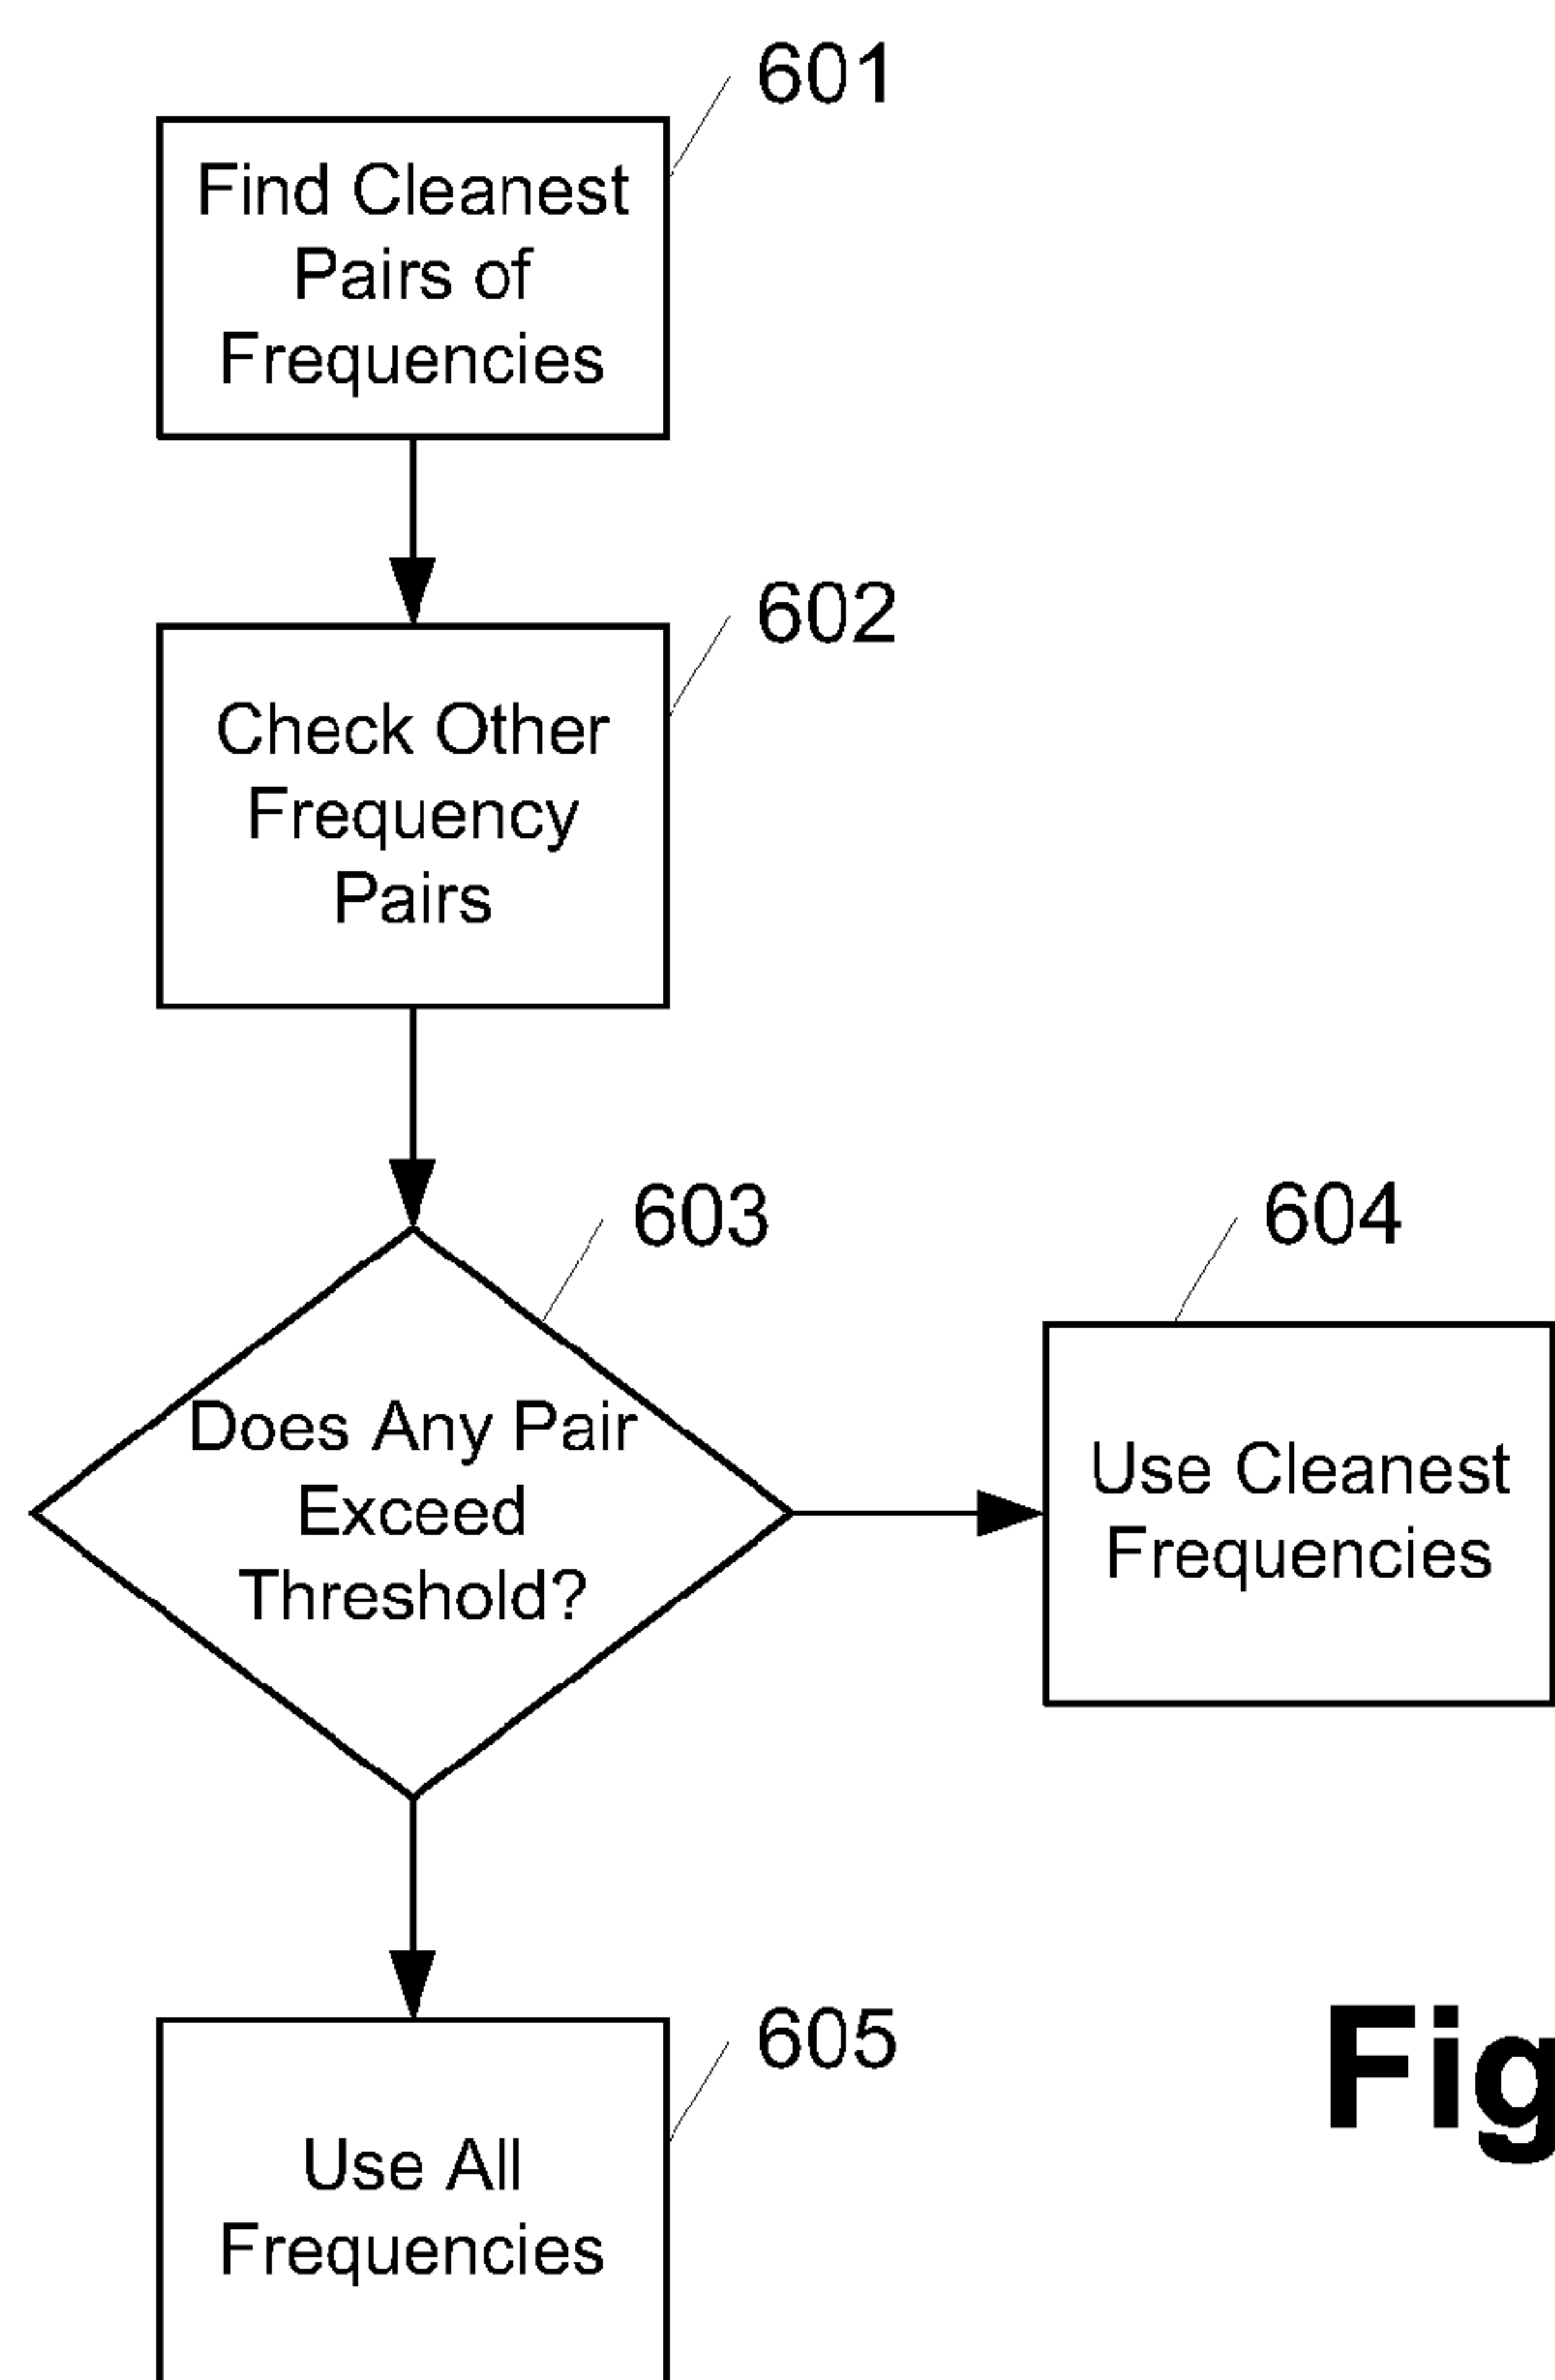 601
Find Cleanest
Pairs of
Frequencies
602
Check Other
Frequency
Pairs
603
Does Any Pair
Exceed
Threshold?
604
Use Cleanest
Frequencies
605
Use All
Frequencies
Fig